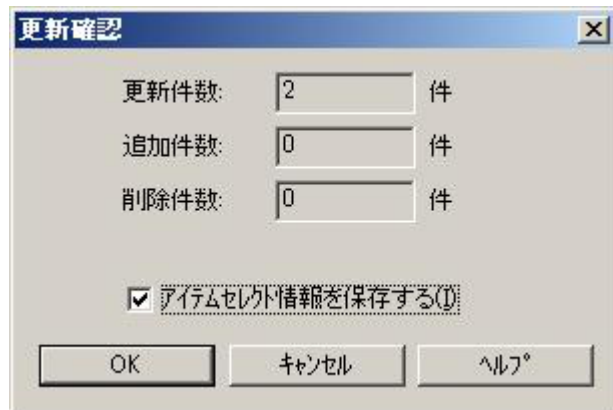 更新確認
更新件数: 2 件
追加件数: 0 件
削除件数: 0 件
アイテムセレクト情報を保存する(I)
OK キャンセル ヘルプ